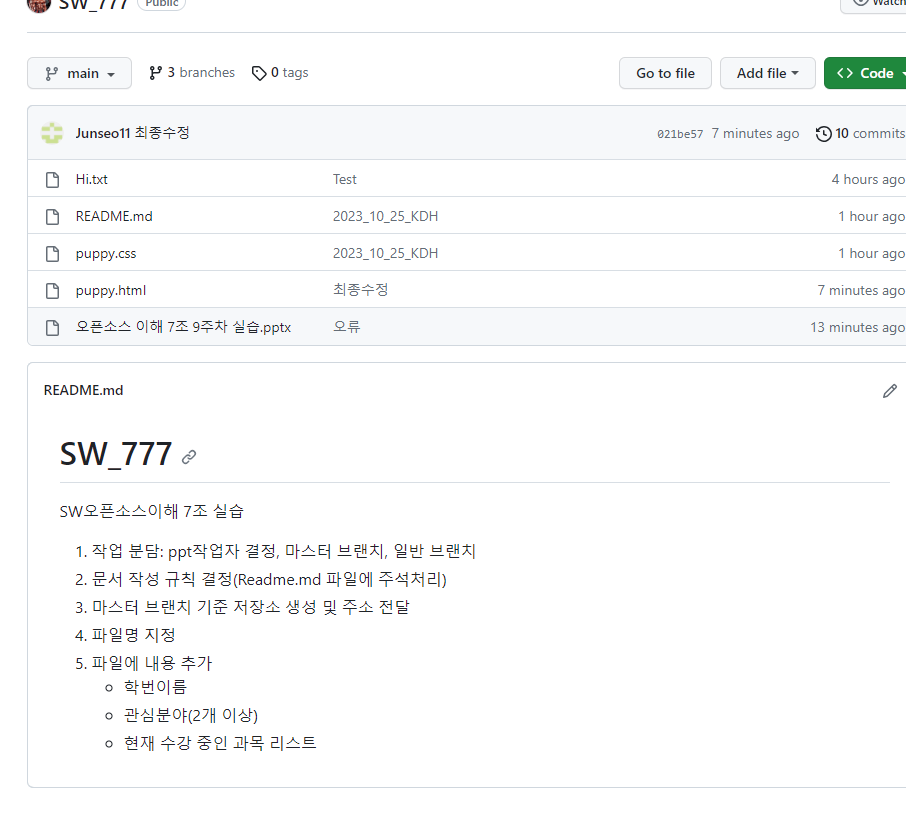 SW_777 Public Watch
main 3 branches 0 tags Go to file Add file Code
Junseo11 최종수정 021be57 7 minutes ago 10 commits
Hi.txt Test 4 hours ago
README.md 2023_10_25_KDH 1 hour ago
puppy.css 2023_10_25_KDH 1 hour ago
puppy.html 최종수정 7 minutes ago
오픈소스 이해 7조 9주차 실습.pptx 오류 13 minutes ago
README.md
SW_777
SW오픈소스이해 7조 실습
1. 작업 분담: ppt작업자 결정, 마스터 브랜치, 일반 브랜치
2. 문서 작성 규칙 결정(Readme.md 파일에 주석처리)
3. 마스터 브랜치 기준 저장소 생성 및 주소 전달
4. 파일명 지정
5. 파일에 내용 추가
학번이름
관심분야(2개 이상)
현재 수강 중인 과목 리스트